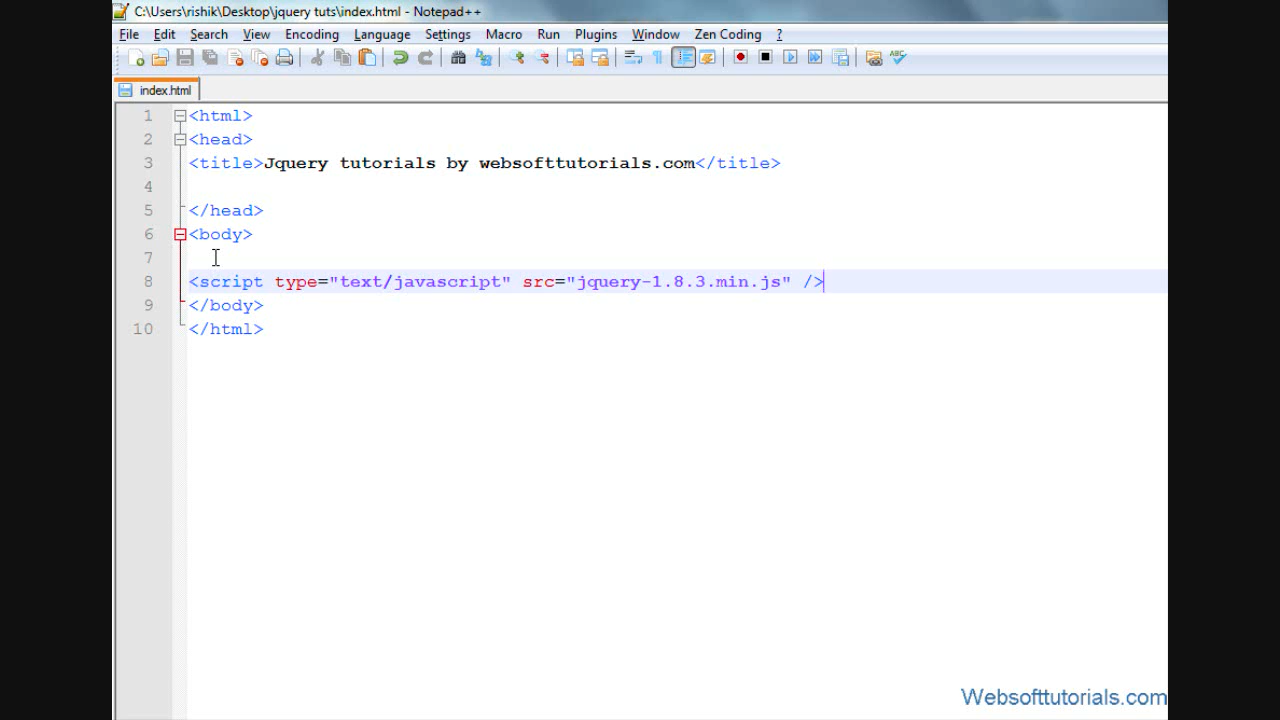 C:\Users\rishik\Desktop\jquery tuts\index.html - Notepad++
File Edit Search View Encoding Language Settings Macro Run Plugins Window Zen Coding ?
index.html
1 <html>
2 <head>
3 <title>Jquery tutorials by websofttutorials.com</title>
4
5 </head>
6 <body>
7
8 <script type="text/javascript" src="jquery-1.8.3.min.js" />
9 </body>
10 </html>
Websofttutorials.com